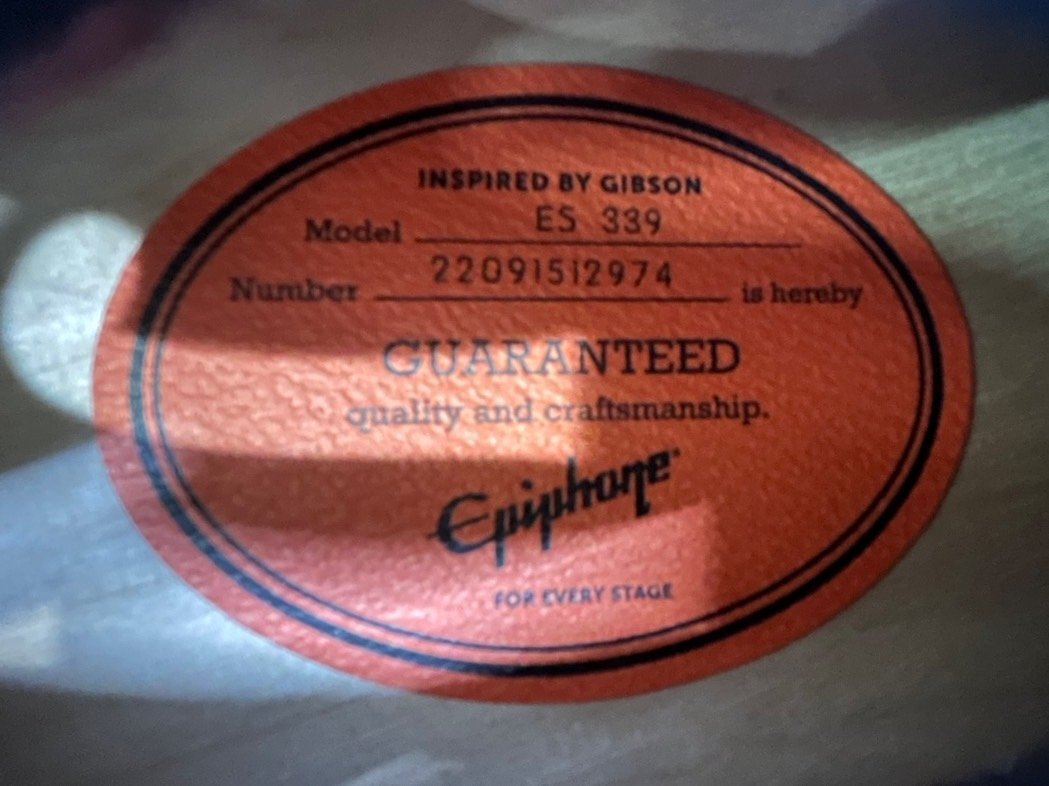 INSPIRED BY GIBSON
Model ES 339
Number 22091512974 is hereby
GUARANTEED
quality and craftsmanship.
Epiphone
FOR EVERY STAGE